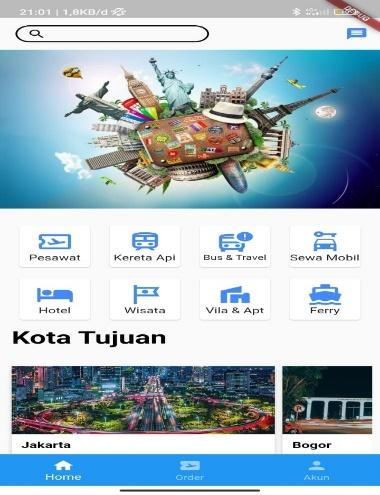 21:01 | 1,8KB/d
Pesawat
Kereta Api
Bus & Travel
Sewa Mobil
Hotel
Wisata
Vila & Apt
Ferry
Kota Tujuan
Jakarta
Bogor
Home
Order
Akun